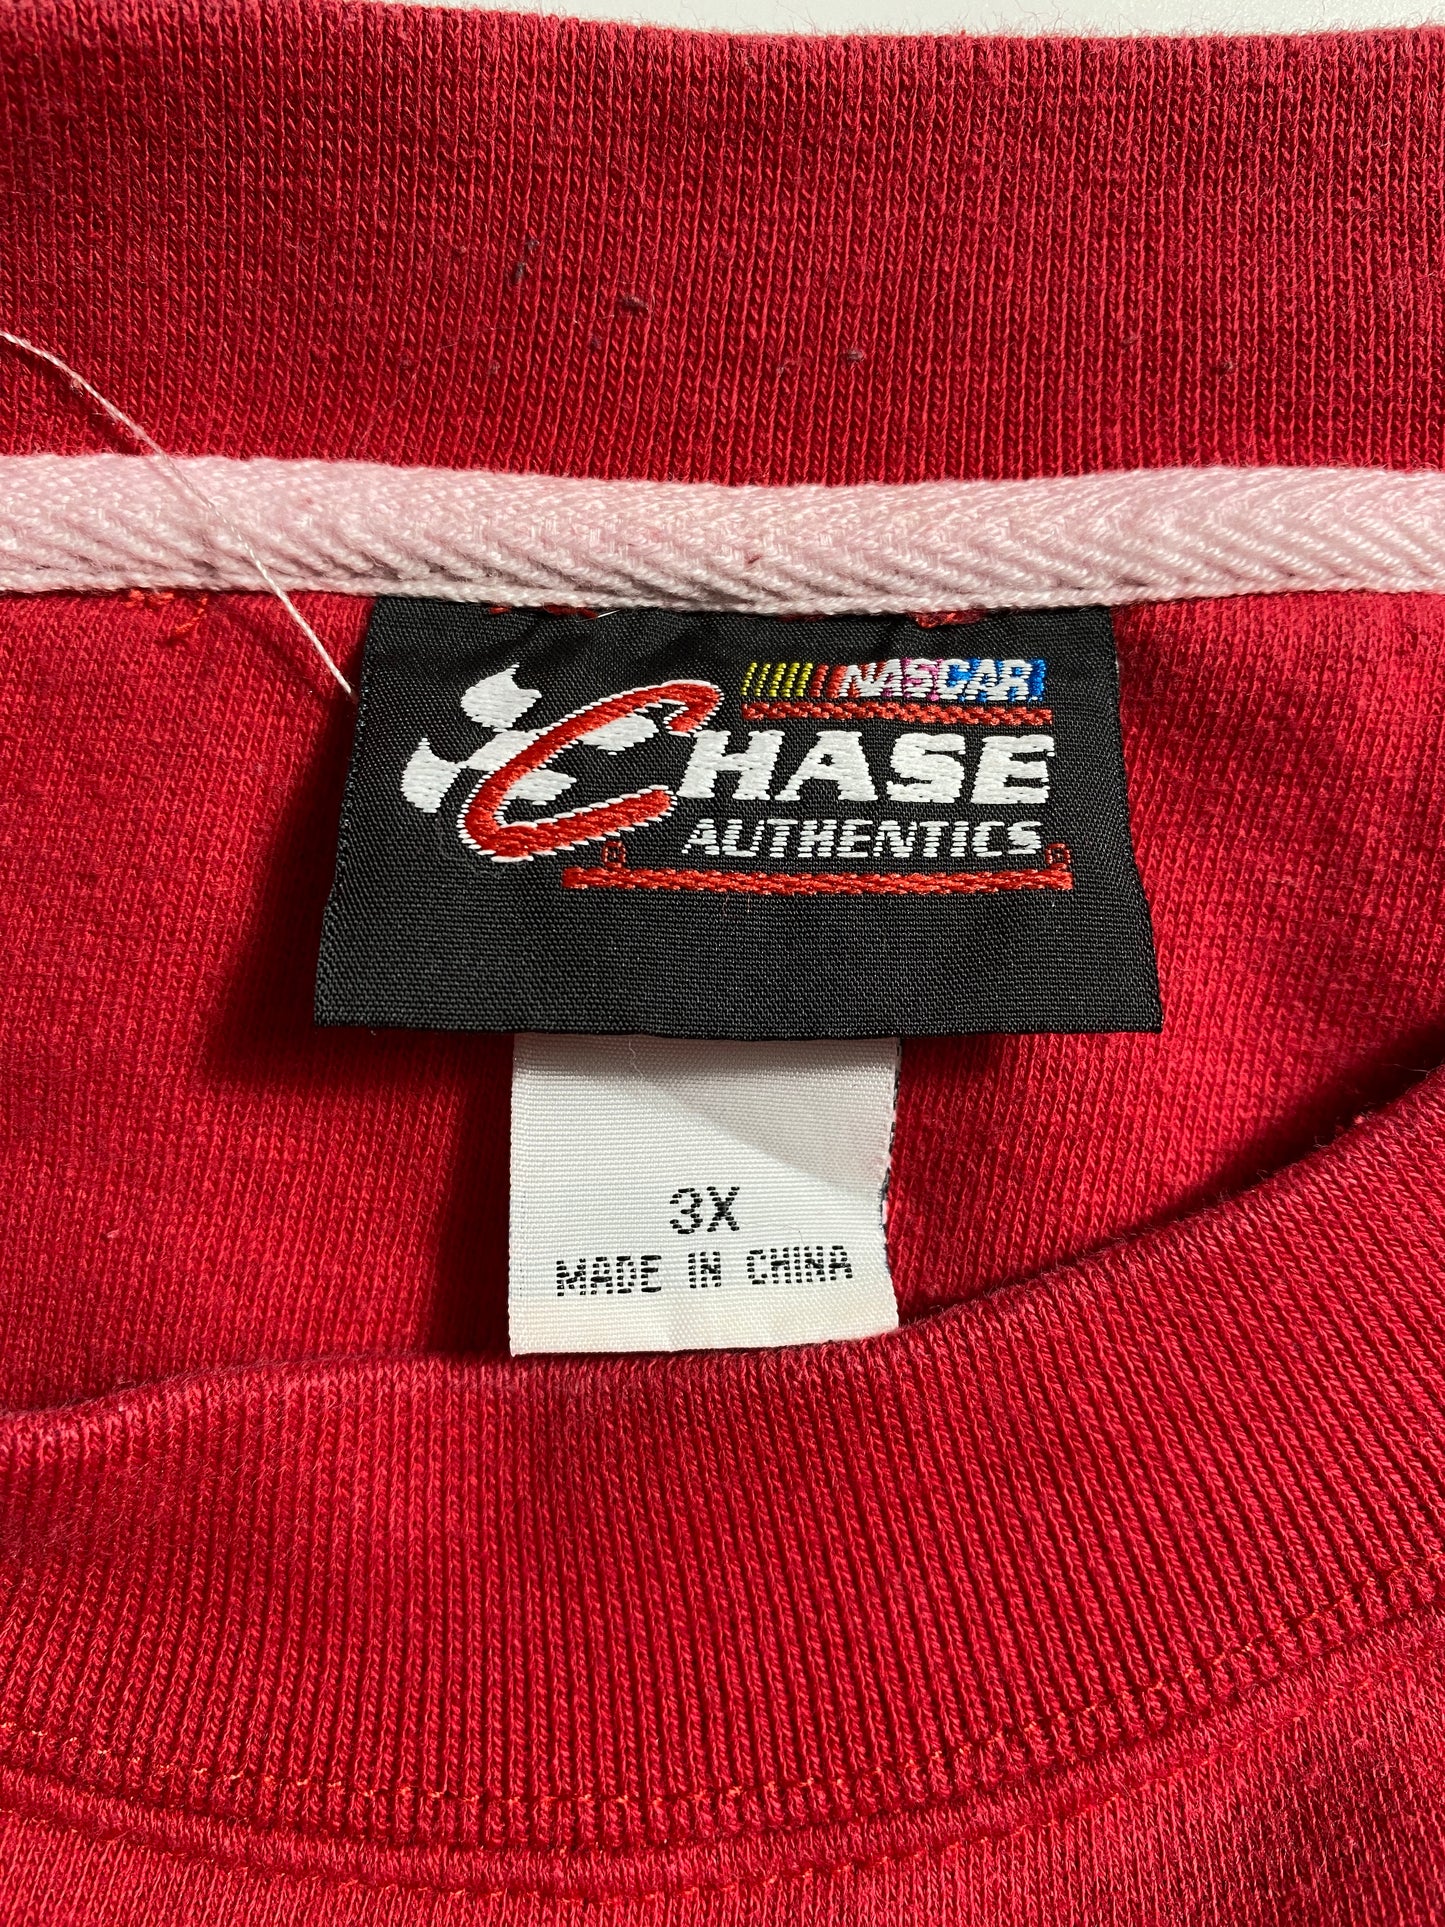 NASCAR
CHASE
AUTHENTICS
3X
MADE IN CHINA